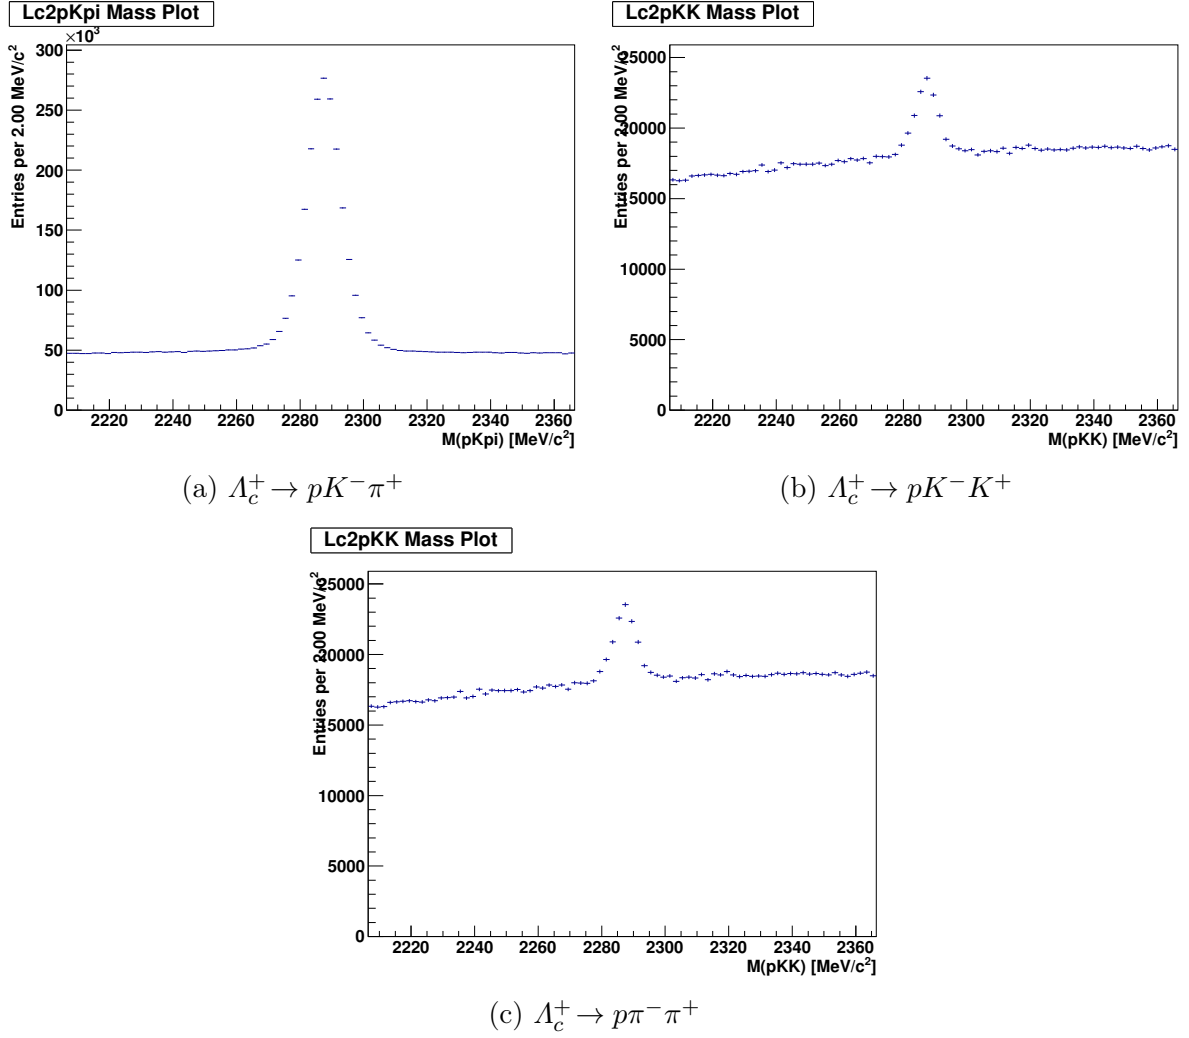 Lc2pKpi Mass Plot
×10³
Entries per 2.00 MeV/c²
300
250
200
150
100
50
0
2220 2240 2260 2280 2300 2320 2340 2360
M(pKpi) [MeV/c²]
(a) Λc⁺ → pK⁻π⁺
Lc2pKK Mass Plot
Entries per 2.00 MeV/c²
25000
20000
15000
10000
5000
0
2220 2240 2260 2280 2300 2320 2340 2360
M(pKK) [MeV/c²]
(b) Λc⁺ → pK⁻K⁺
Lc2pKK Mass Plot
Entries per 2.00 MeV/c²
25000
20000
15000
10000
5000
0
2220 2240 2260 2280 2300 2320 2340 2360
M(pKK) [MeV/c²]
(c) Λc⁺ → pπ⁻π⁺